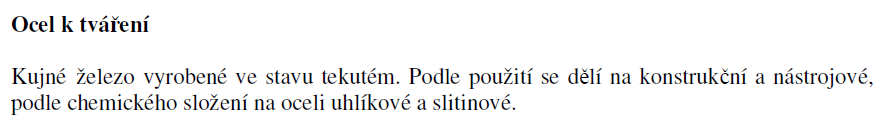 Ocel k tváření
Kujné železo vyrobené ve stavu tekutém. Podle použití se dělí na konstrukční a nástrojové,
podle chemického složení na oceli uhlíkové a slitinové.